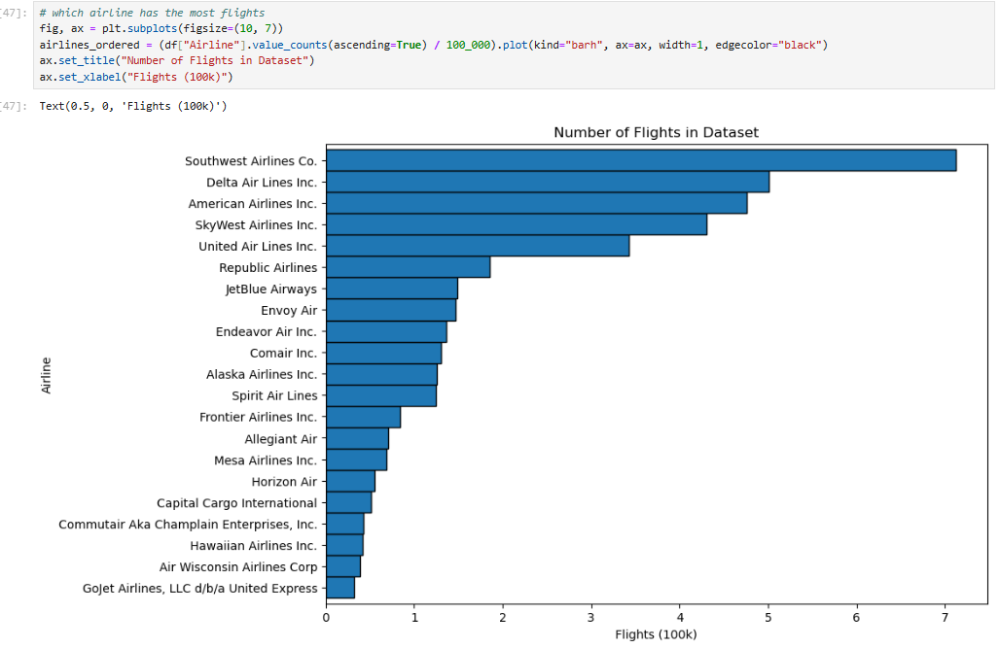 [47]: # which airline has the most flights
fig, ax = plt.subplots(figsize=(10, 7))
airlines_ordered = (df["Airline"].value_counts(ascending=True) / 100_000).plot(kind="barh", ax=ax, width=1, edgecolor="black")
ax.set_title("Number of Flights in Dataset")
ax.set_xlabel("Flights (100k)")
[47]: Text(0.5, 0, 'Flights (100k)')
Number of Flights in Dataset
Southwest Airlines Co.
Delta Air Lines Inc.
American Airlines Inc.
SkyWest Airlines Inc.
United Air Lines Inc.
Republic Airlines
JetBlue Airways
Envoy Air
Endeavor Air Inc.
Comair Inc.
Airline
Alaska Airlines Inc.
Spirit Air Lines
Frontier Airlines Inc.
Allegiant Air
Mesa Airlines Inc.
Horizon Air
Capital Cargo International
Commutair Aka Champlain Enterprises, Inc.
Hawaiian Airlines Inc.
Air Wisconsin Airlines Corp
GoJet Airlines, LLC d/b/a United Express
0 1 2 3 4 5 6 7
Flights (100k)